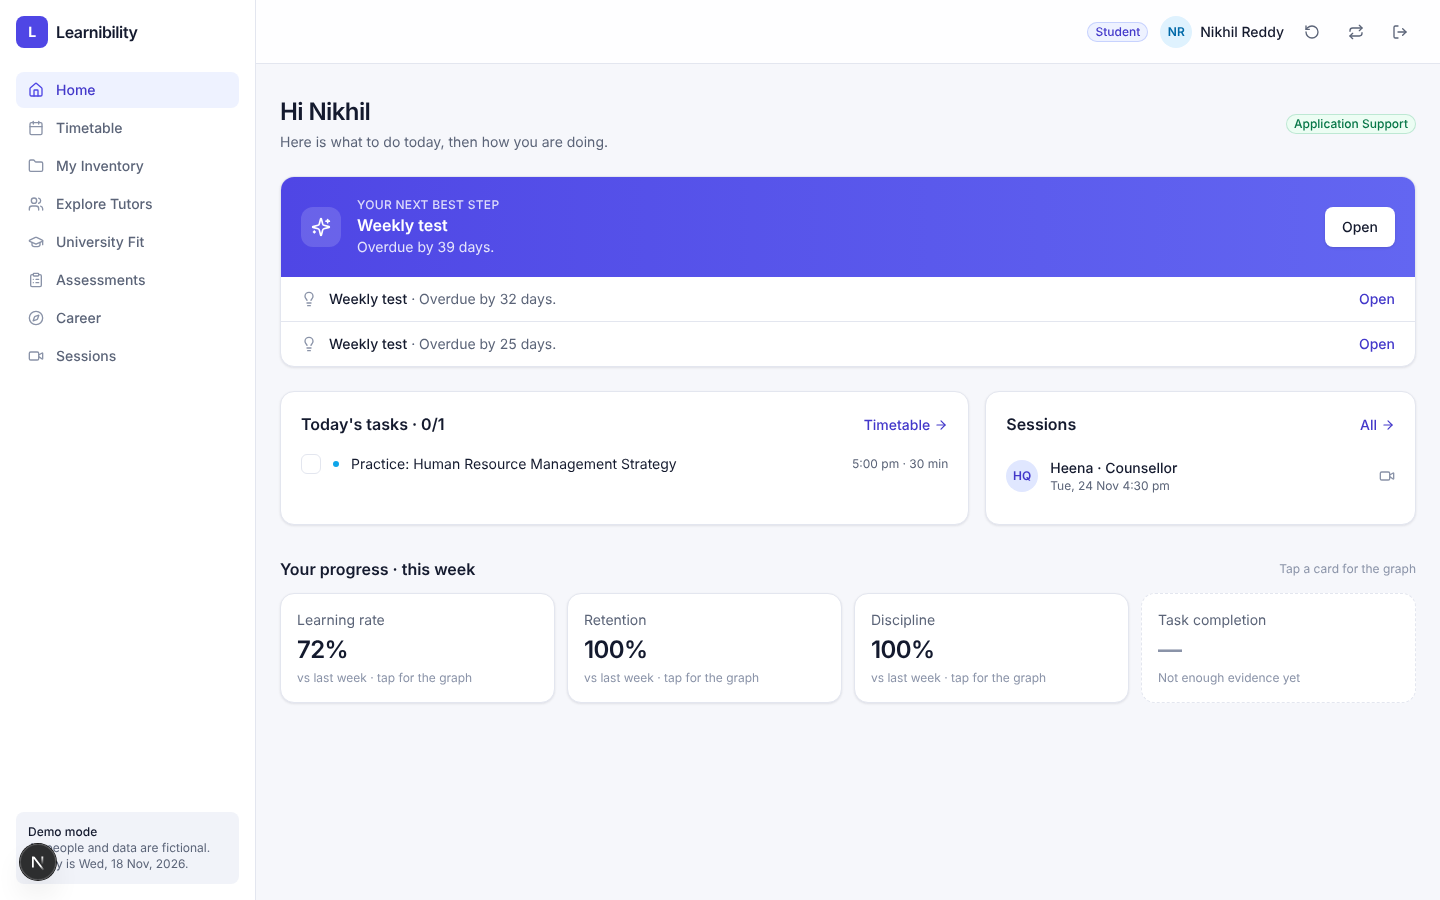 L Learnibility
Student NR Nikhil Reddy
Home
Timetable
My Inventory
Explore Tutors
University Fit
Assessments
Career
Sessions
Hi Nikhil
Here is what to do today, then how you are doing.
Application Support
YOUR NEXT BEST STEP
Weekly test
Overdue by 39 days.
Open
Weekly test · Overdue by 32 days.
Open
Weekly test · Overdue by 25 days.
Open
Today's tasks · 0/1
Timetable →
Practice: Human Resource Management Strategy
5:00 pm · 30 min
Sessions
All →
HQ
Heena · Counsellor
Tue, 24 Nov 4:30 pm
Your progress · this week
Tap a card for the graph
Learning rate
72%
vs last week · tap for the graph
Retention
100%
vs last week · tap for the graph
Discipline
100%
vs last week · tap for the graph
Task completion
—
Not enough evidence yet
Demo mode
people and data are fictional.
is Wed, 18 Nov, 2026.
N